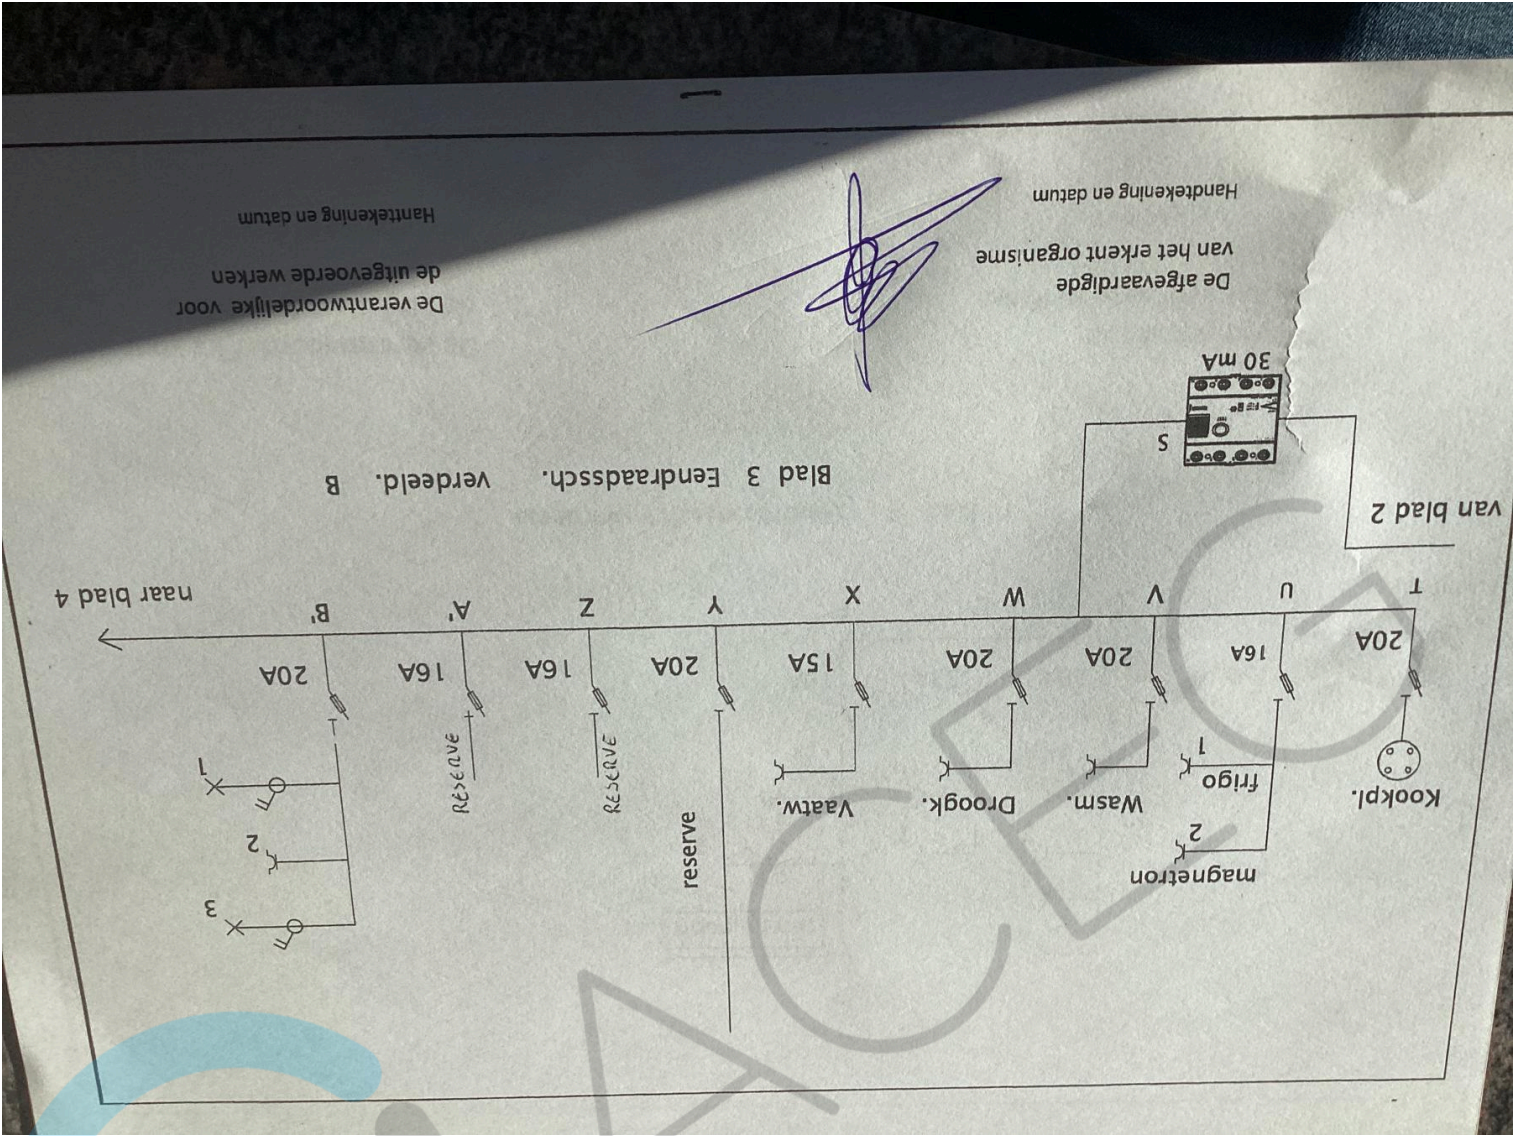 magnetron
2
3
2
Kookpl.
frigo
1
Wasm.
Droogk.
Vaatw.
reserve
RESERVE
RESERVE
1
20A
16A
20A
20A
15A
20A
16A
16A
20A
T
U
V
W
X
Y
Z
A'
B'
naar blad 4
van blad 2
S
30 mA
Blad 3 Eendraadssch. verdeeld. B
De afgevaardigde
van het erkent organisme
Handtekening en datum
De verantwoordelijke voor
de uitgevoerde werken
Hanttekening en datum
ACEG